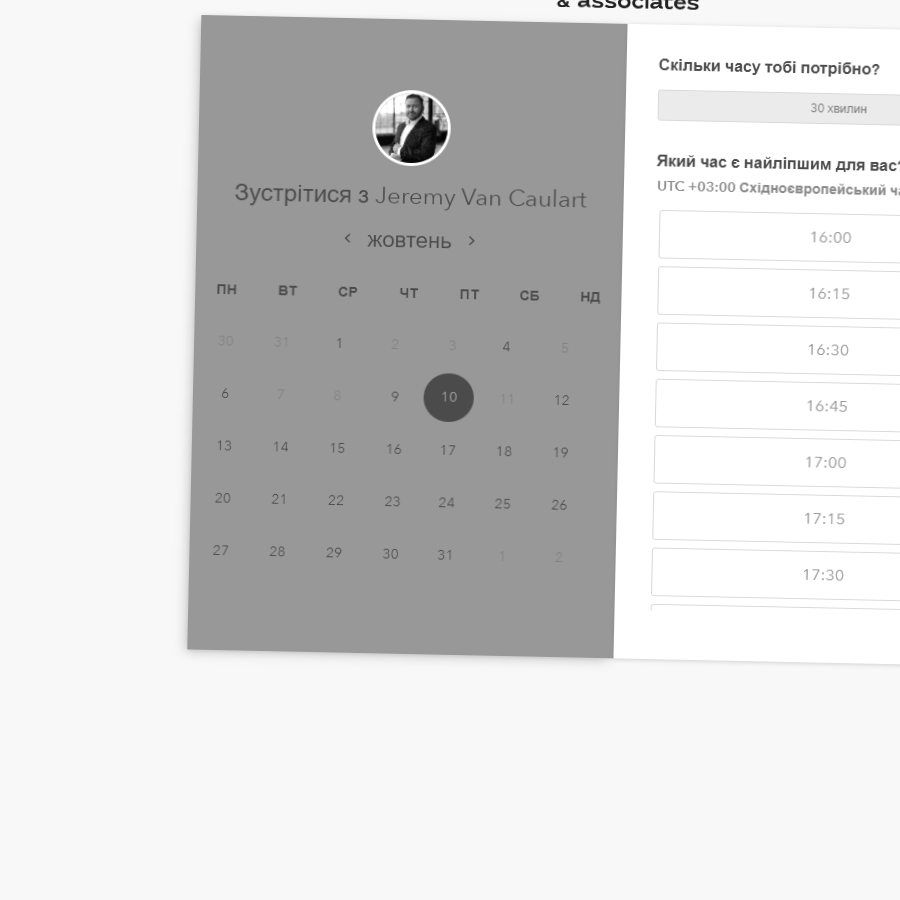 & associates
Зустрітися з Jeremy Van Caulart
жовтень
ПН ВТ СР ЧТ ПТ СБ НД
30 31 1 2 3 4 5
6 7 8 9 10 11 12
13 14 15 16 17 18 19
20 21 22 23 24 25 26
27 28 29 30 31 1 2
Скільки часу тобі потрібно?
30 хвилин
Який час є найліпшим для вас?
UTC +03:00 Східноєвропейський
16:00
16:15
16:30
16:45
17:00
17:15
17:30